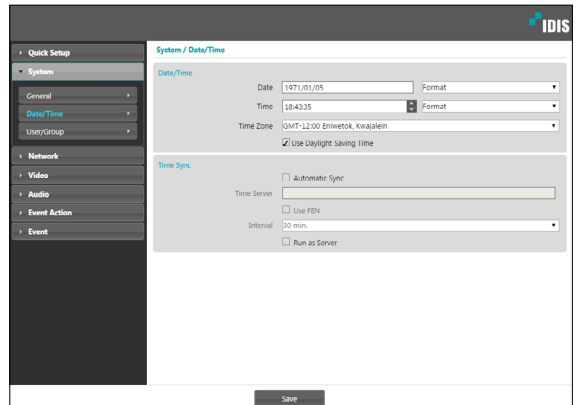 IDIS
Quick Setup
System
General
Date/Time
User/Group
Network
Video
Audio
Event Action
Event
System / Date/Time
Date/Time
Date 1971/01/05 Format
Time 18:43:35 Format
Time Zone GMT-12:00 Eniwetok, Kwajalein
Use Daylight Saving Time
Time Sync
Automatic Sync
Time Server
Use FEN
Interval 30 min.
Run as Server
Save